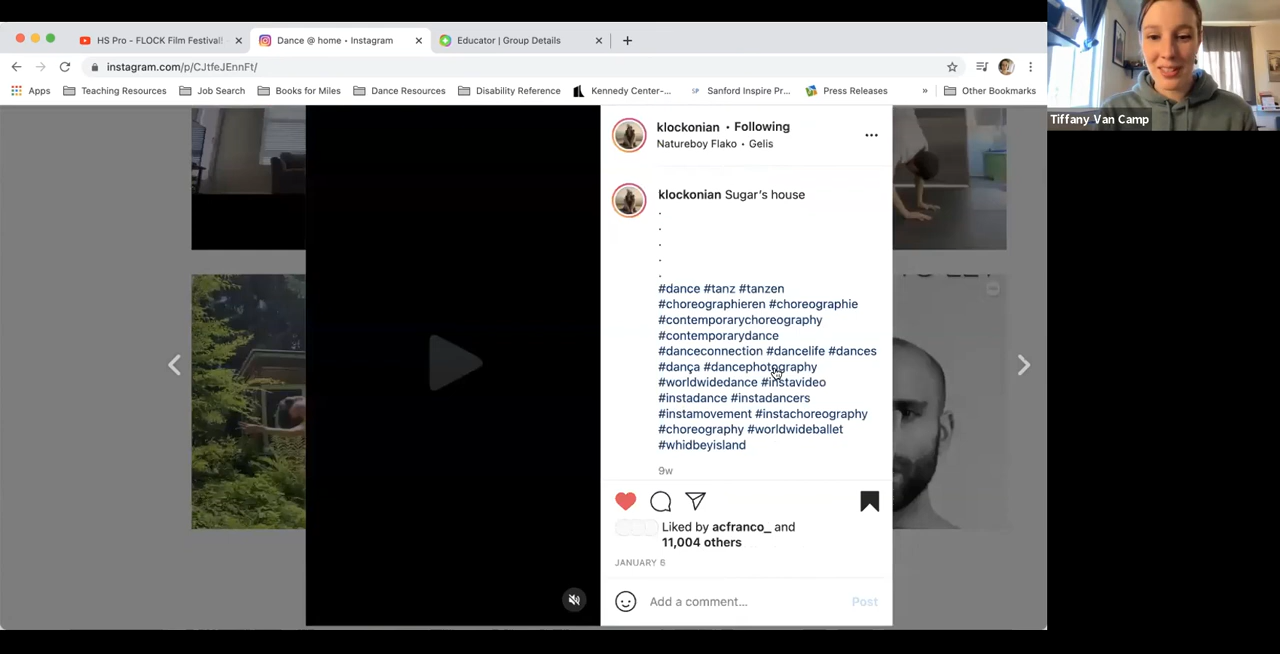 HS Pro - FLOCK Film Festival!
Dance @ home • Instagram
Educator | Group Details
instagram.com/p/CJtfeJEnnFt/
Apps
Teaching Resources
Job Search
Books for Miles
Dance Resources
Disability Reference
Kennedy Center-...
SP Sanford Inspire Pr...
Press Releases
»
Other Bookmarks
Tiffany Van Camp
klockonian • Following
Natureboy Flako • Gelis
klockonian Sugar's house
.
.
.
.
.
#dance #tanz #tanzen
#choreographieren #choreographie
#contemporarychoreography
#contemporarydance
#danceconnection #dancelife #dances
#dança #dancephotography
#worldwidedance #instavideo
#instadance #instadancers
#instamovement #instachoreography
#choreography #worldwideballet
#whidbeyisland
9w
Liked by acfranco_ and
11,004 others
JANUARY 6
Add a comment...
Post